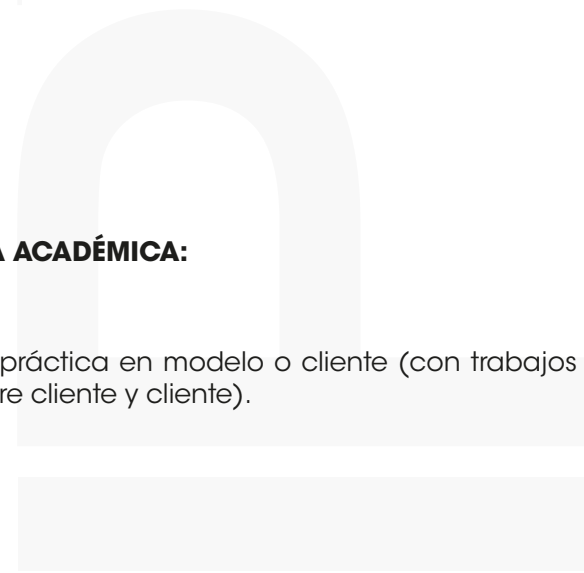 A ACADÉMICA:
práctica en modelo o cliente (con trabajos
re cliente y cliente).